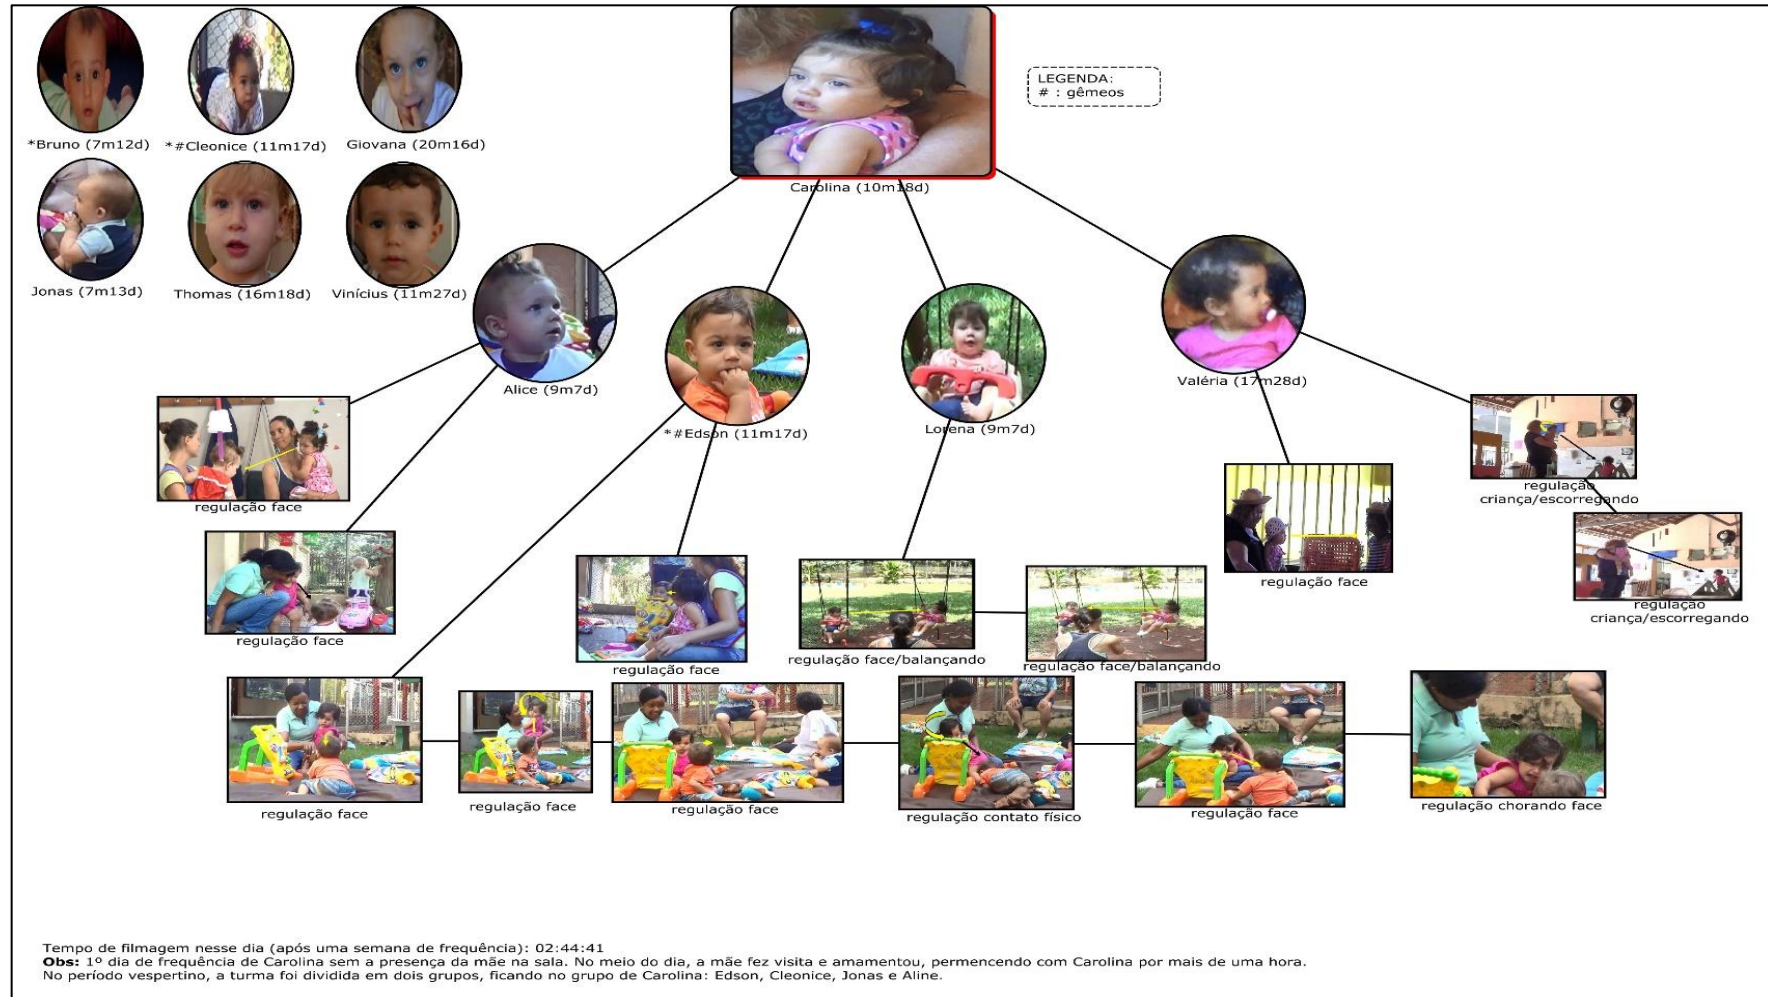 LEGENDA:
# : gêmeos
*Bruno (7m12d)
*#Cleonice (11m17d)
Giovana (20m16d)
Carolina (10m18d)
Jonas (7m13d)
Thomas (16m18d)
Vinícius (11m27d)
Alice (9m7d)
*#Edson (11m17d)
Lorena (9m7d)
Valéria (17m28d)
regulação face
regulação
criança/escorregando
regulação face
regulação
criança/escorregando
regulação face
regulação face
regulação face/balançando
regulação face/balançando
regulação face
regulação face
regulação face
regulação contato físico
regulação face
regulação chorando face
Tempo de filmagem nesse dia (após uma semana de frequência): 02:44:41
Obs: 1º dia de frequência de Carolina sem a presença da mãe na sala. No meio do dia, a mãe fez visita e amamentou, permencendo com Carolina por mais de uma hora.
No período vespertino, a turma foi dividida em dois grupos, ficando no grupo de Carolina: Edson, Cleonice, Jonas e Aline.